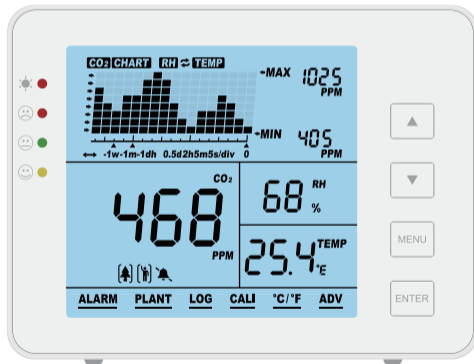 CO2 CHART RH TEMP
MAX 1025
PPM
MIN 405
PPM
-1w-1m-1dh 0.5d2h5m5s/div 0
CO2
468
PPM
68 RH
%
25.4 TEMP
°E
ALARM PLANT LOG CALI °C/°F ADV
MENU
ENTER